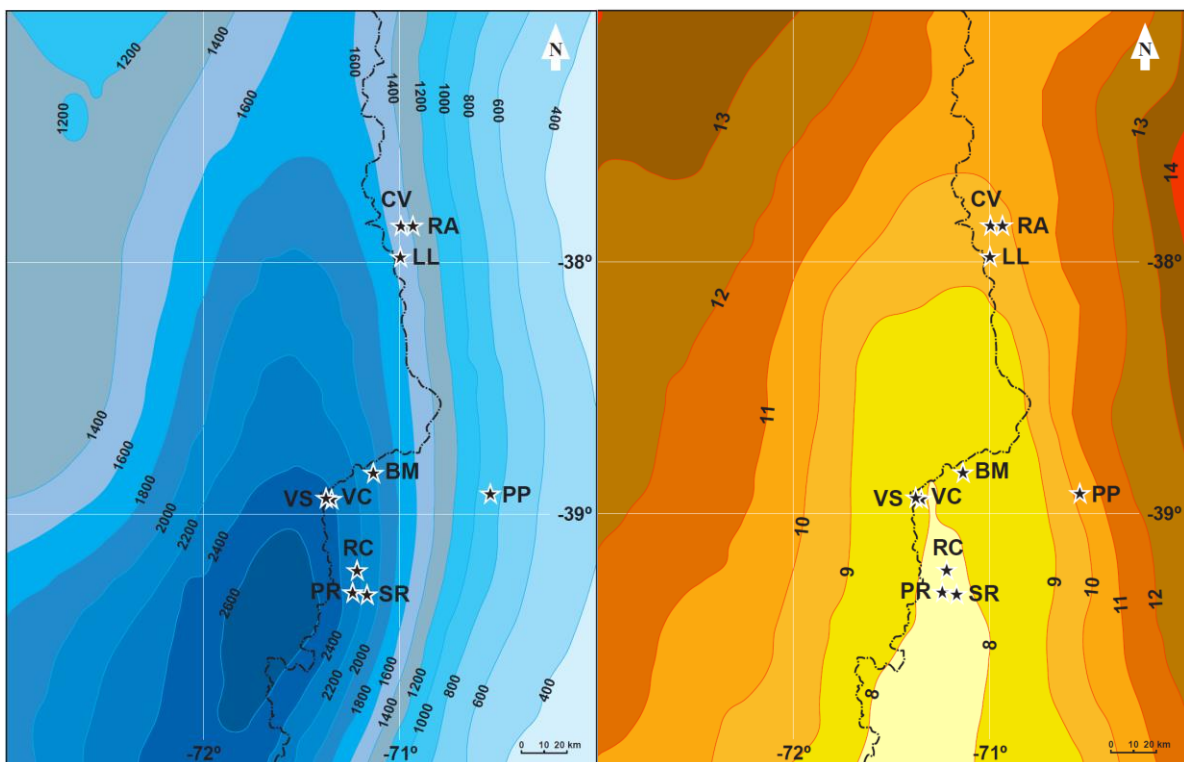 1200
1400
1600
1200
N
1600
1400
1200
1000
800
600
400
CV
RA
LL
-38º
1400
1600
1800
2000
2200
2400
2600
BM
VS
VC
PP
-39º
RC
PR
SR
2400
2200
2000
1800
1600
1400
1200
1000
800
600
400
-72º
-71º
0 10 20 km
N
13
13
14
12
CV
RA
LL
-38º
11
10
9
BM
VS
VC
PP
-39º
RC
PR
SR
9
10
11
12
8
8
-72º
-71º
0 10 20 km